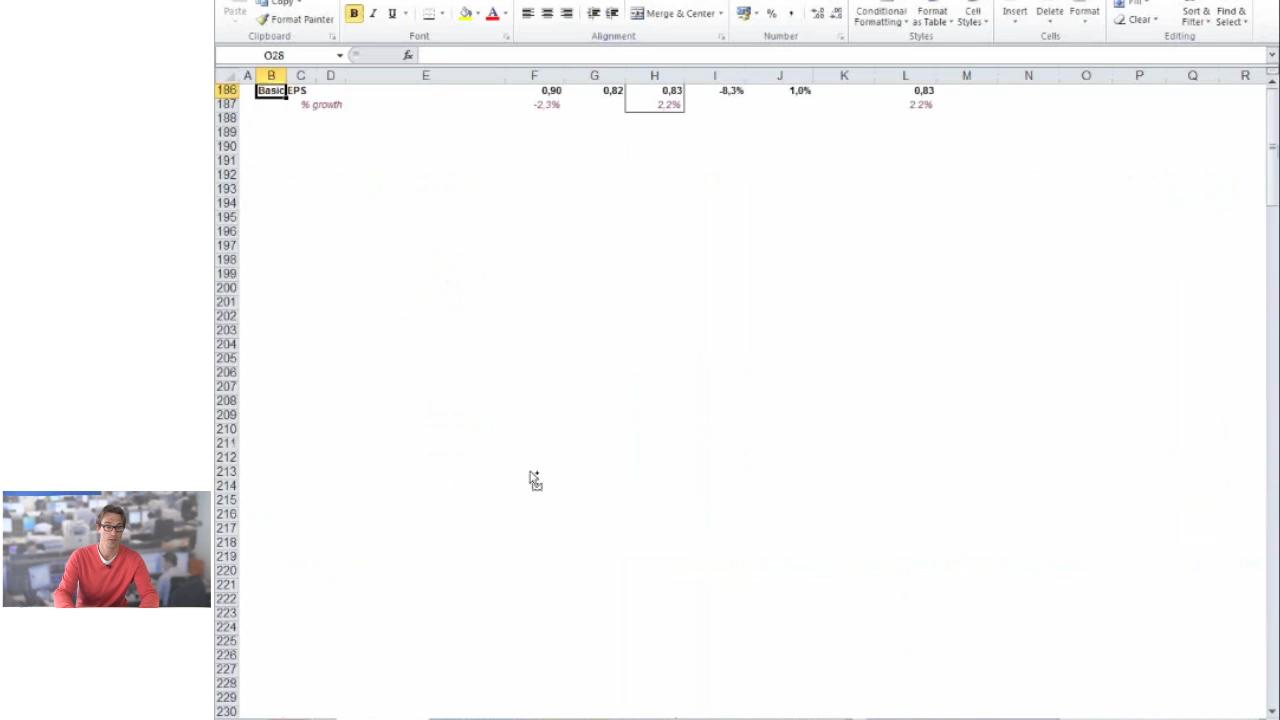 Paste
Copy
Format Painter
Clipboard
B I U
A
Font
Merge & Center
Alignment
%
Number
Conditional Formatting
Format as Table
Cell Styles
Styles
Insert
Delete
Format
Cells
Fill
Clear
Sort & Filter
Find & Select
Editing
O28
fx
A B C D E F G H I J K L M N O P Q R
186 Basic EPS 0,90 0,82 0,83 -8,3% 1,0% 0,83
187 % growth -2,3% 2,2% 2,2%
188
189
190
191
192
193
194
195
196
197
198
199
200
201
202
203
204
205
206
207
208
209
210
211
212
213
214
215
216
217
218
219
220
221
222
223
224
225
226
227
228
229
230